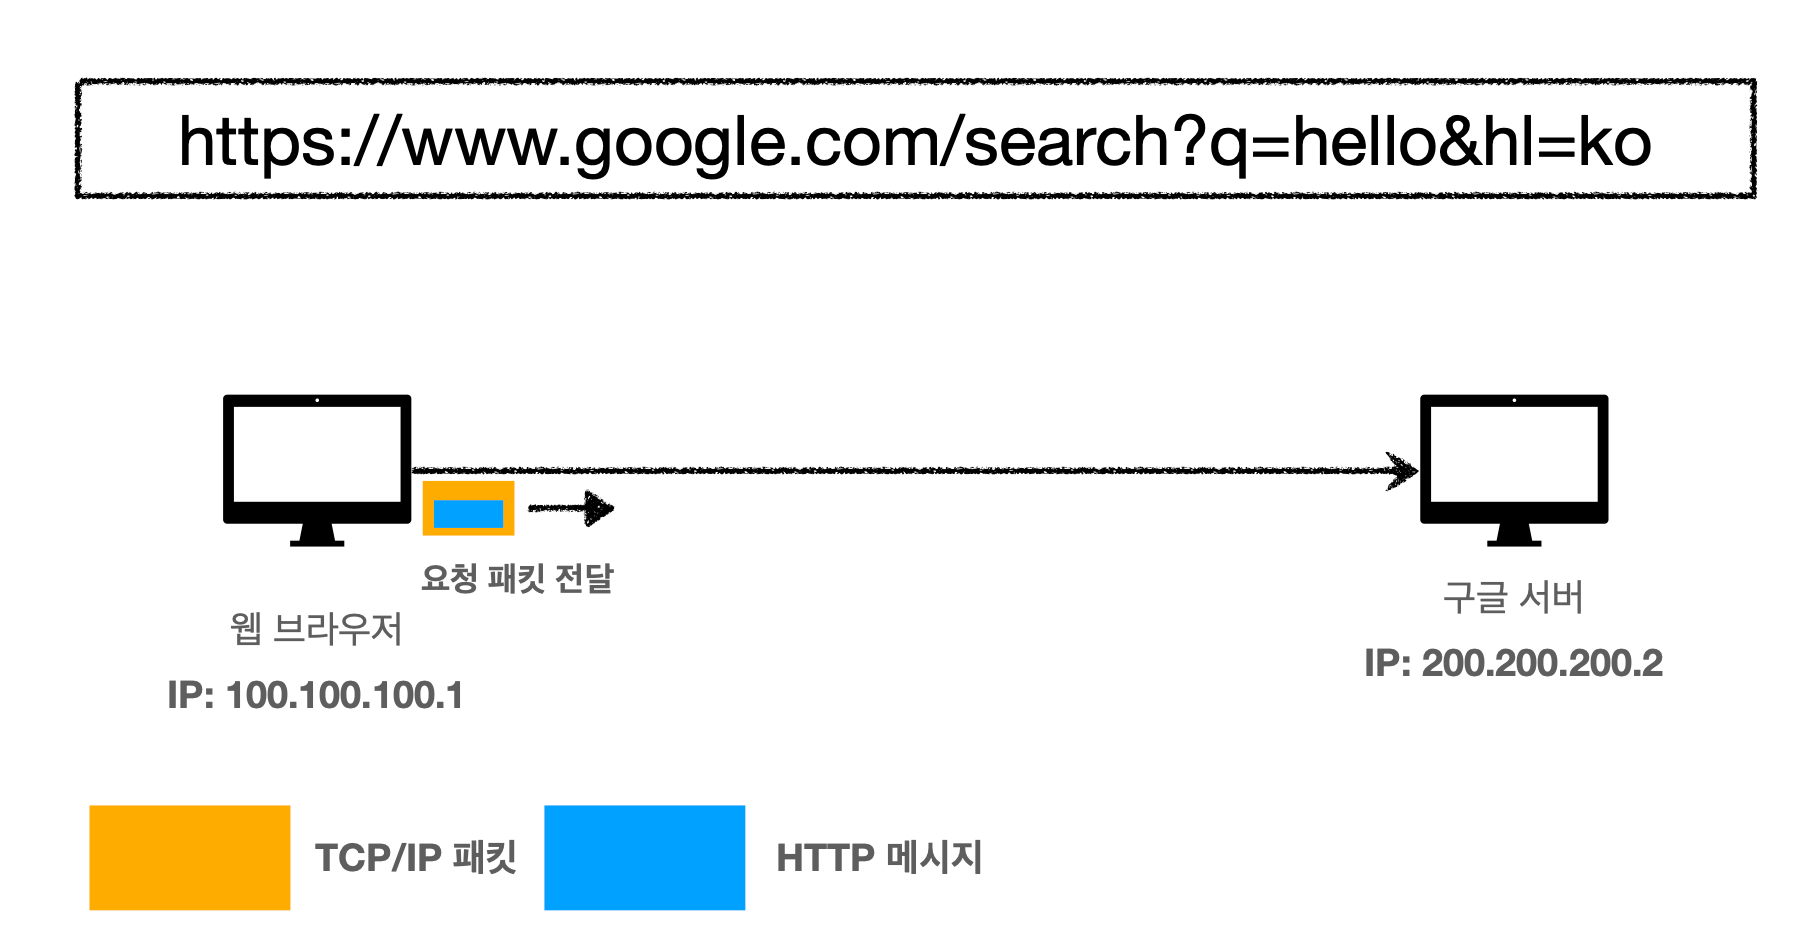 https://www.google.com/search?q=hello&hl=ko
요청 패킷 전달
웹 브라우저
IP: 100.100.100.1
구글 서버
IP: 200.200.200.2
TCP/IP 패킷
HTTP 메시지